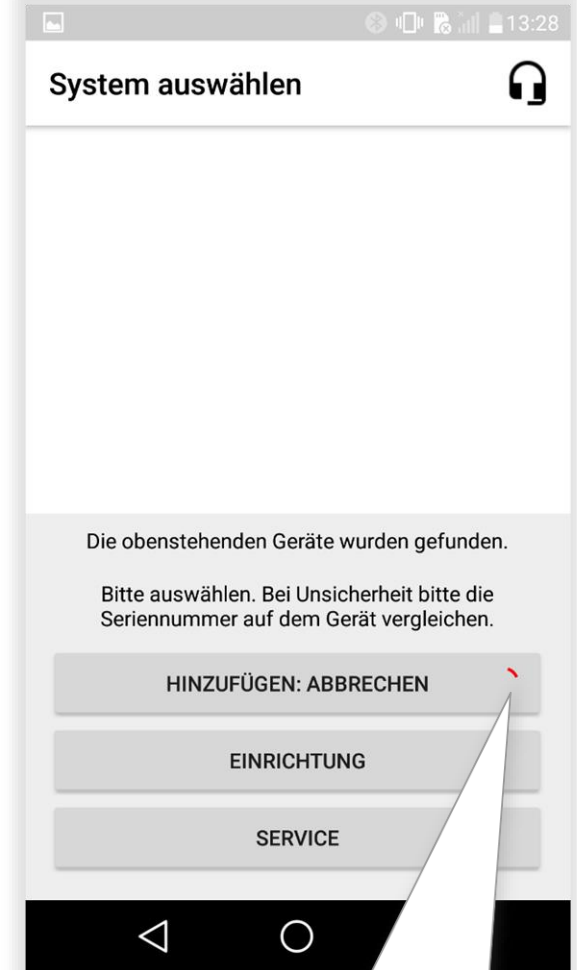 13:28
System auswählen
Die obenstehenden Geräte wurden gefunden.
Bitte auswählen. Bei Unsicherheit bitte die
Seriennummer auf dem Gerät vergleichen.
HINZUFÜGEN: ABBRECHEN
EINRICHTUNG
SERVICE